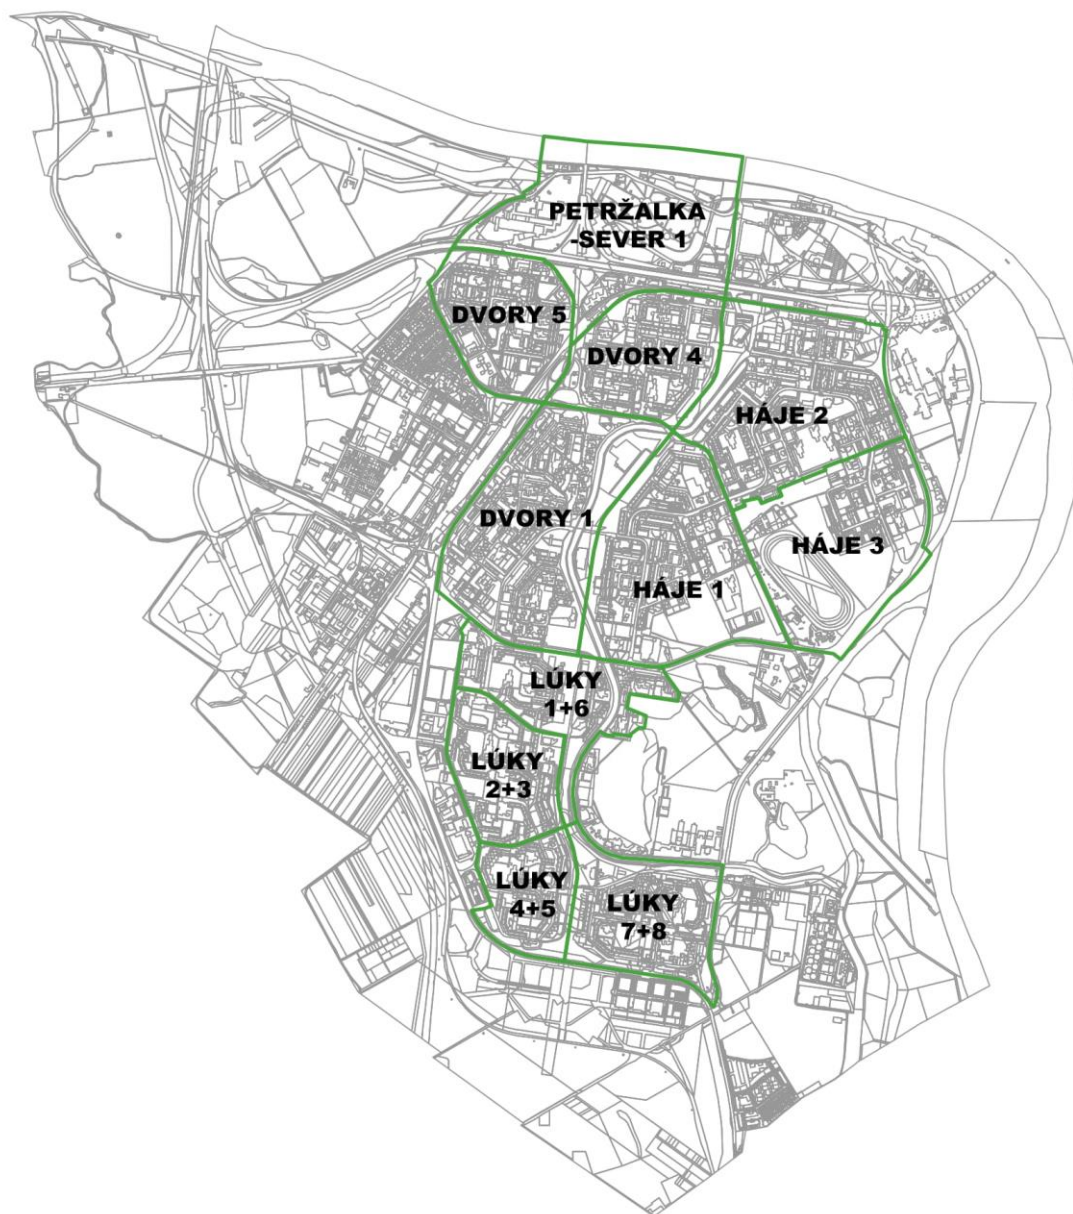 PETRŽALKA
-SEVER 1
DVORY 5
DVORY 4
HÁJE 2
DVORY 1
HÁJE 3
HÁJE 1
LÚKY
1+6
LÚKY
2+3
LÚKY
4+5
LÚKY
7+8